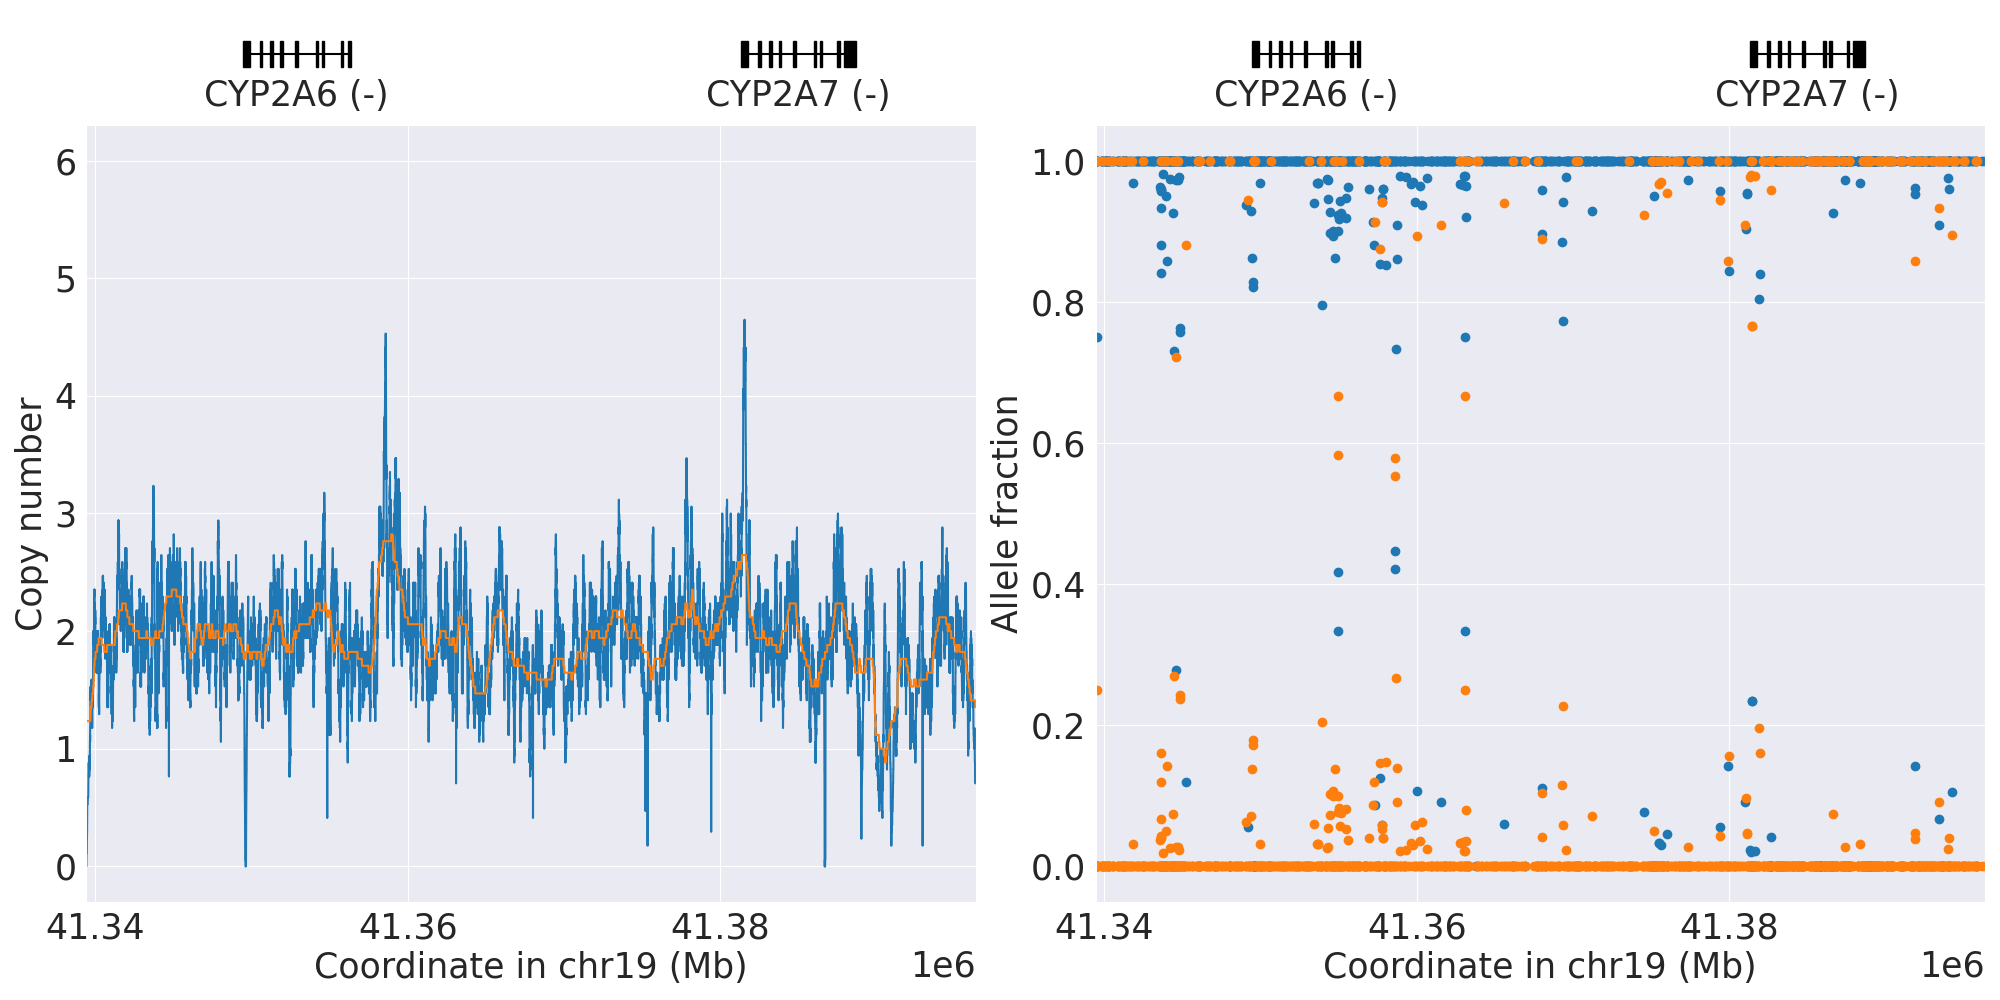 CYP2A6 (-)
CYP2A7 (-)
6
5
4
3
2
1
0
Copy number
41.34
41.36
41.38
Coordinate in chr19 (Mb)
1e6
CYP2A6 (-)
CYP2A7 (-)
1.0
0.8
0.6
0.4
0.2
0.0
Allele fraction
41.34
41.36
41.38
Coordinate in chr19 (Mb)
1e6